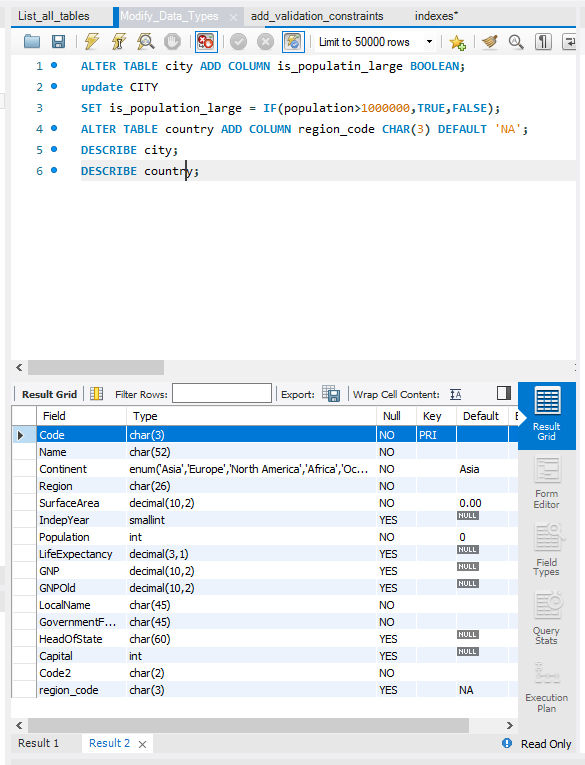 List_all_tables Modify_Data_Types add_validation_constraints indexes*
Limit to 50000 rows
1 ALTER TABLE city ADD COLUMN is_populatin_large BOOLEAN;
2 update CITY
3 SET is_population_large = IF(population>1000000,TRUE,FALSE);
4 ALTER TABLE country ADD COLUMN region_code CHAR(3) DEFAULT 'NA';
5 DESCRIBE city;
6 DESCRIBE country;
Result Grid Filter Rows: Export: Wrap Cell Content:
Field Type Null Key Default E
Code char(3) NO PRI
Name char(52) NO
Continent enum('Asia','Europe','North America','Africa','Oc... NO Asia
Region char(26) NO
SurfaceArea decimal(10,2) NO 0.00
IndepYear smallint YES NULL
Population int NO 0
LifeExpectancy decimal(3,1) YES NULL
GNP decimal(10,2) YES NULL
GNPOld decimal(10,2) YES NULL
LocalName char(45) NO
GovernmentF... char(45) NO
HeadOfState char(60) YES NULL
Capital int YES NULL
Code2 char(2) NO
region_code char(3) YES NA
Result
Grid
Form
Editor
Field
Types
Query
Stats
Execution
Plan
Result 1 Result 2 Read Only